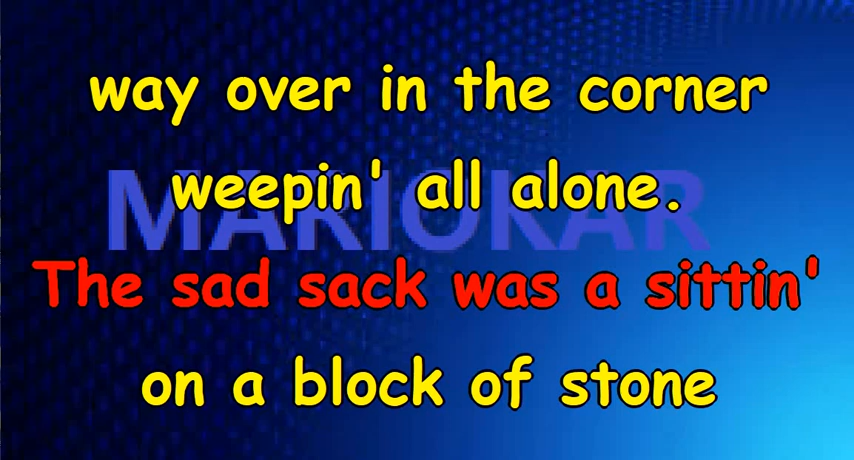 way over in the corner
weepin' all alone.
MARIOKAR
The sad sack was a sittin'
on a block of stone